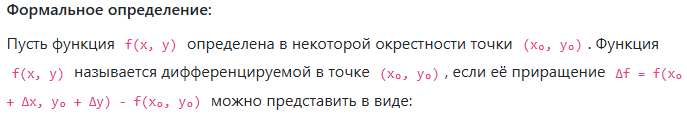 Формальное определение:
Пусть функция f(x, y) определена в некоторой окрестности точки (x₀, y₀). Функция
f(x, y) называется дифференцируемой в точке (x₀, y₀), если её приращение Δf = f(x₀
+ Δx, y₀ + Δy) - f(x₀, y₀) можно представить в виде: